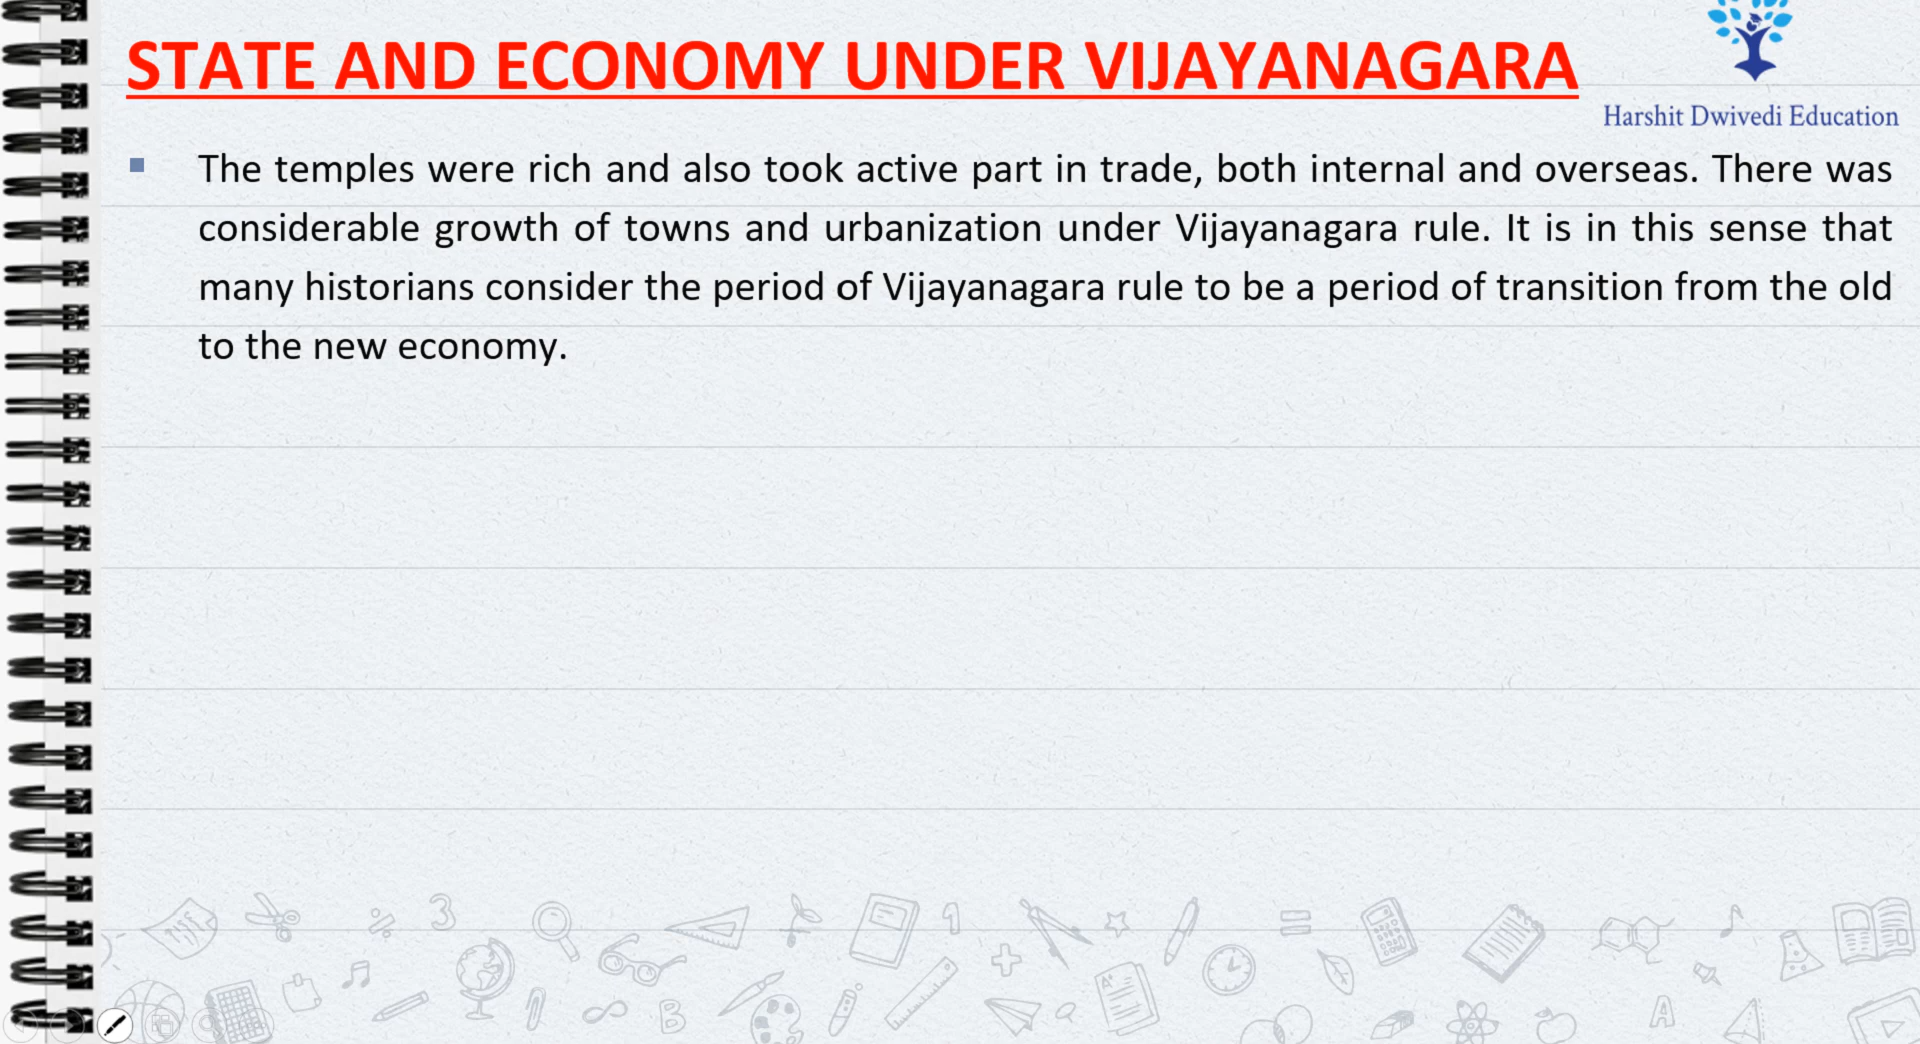 STATE AND ECONOMY UNDER VIJAYANAGARA
Harshit Dwivedi Education
▪ The temples were rich and also took active part in trade, both internal and overseas. There was
considerable growth of towns and urbanization under Vijayanagara rule. It is in this sense that
many historians consider the period of Vijayanagara rule to be a period of transition from the old
to the new economy.